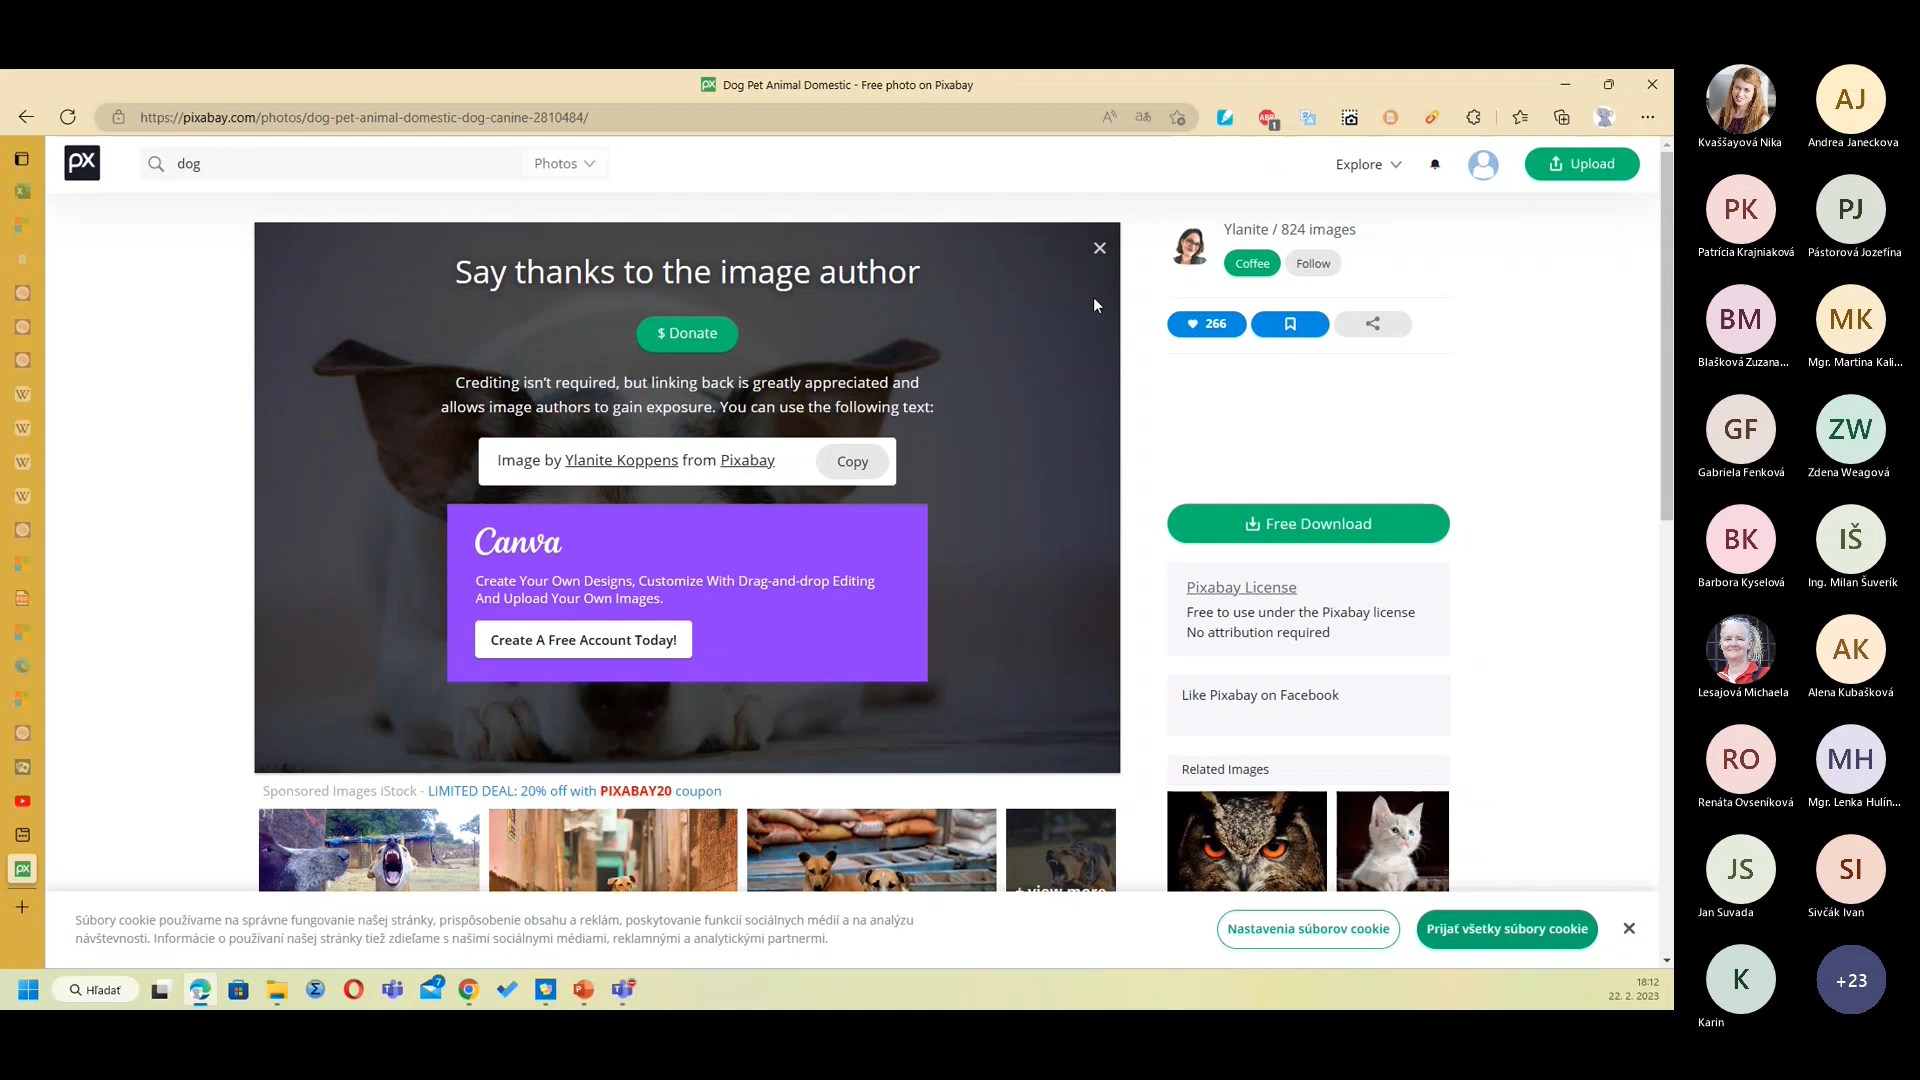 Dog Pet Animal Domestic - Free photo on Pixabay
https://pixabay.com/photos/dog-pet-animal-domestic-dog-canine-2810484/
px
dog
Photos
Explore
Upload
Say thanks to the image author
$ Donate
Crediting isn't required, but linking back is greatly appreciated and
allows image authors to gain exposure. You can use the following text:
Image by Ylanite Koppens from Pixabay
Copy
Canva
Create Your Own Designs, Customize With Drag-and-drop Editing
And Upload Your Own Images.
Create A Free Account Today!
Ylanite / 824 images
Coffee
Follow
266
Free Download
Pixabay License
Free to use under the Pixabay license
No attribution required
Like Pixabay on Facebook
Related Images
Sponsored Images iStock - LIMITED DEAL: 20% off with PIXABAY20 coupon
+ view more
Súbory cookie používame na správne fungovanie našej stránky, prispôsobenie obsahu a reklám, poskytovanie funkcií sociálnych médií a na analýzu
návštevnosti. Informácie o používaní našej stránky tiež zdieľame s našimi sociálnymi médiami, reklamnými a analytickými partnermi.
Nastavenia súborov cookie
Prijať všetky súbory cookie
Hľadať
7
18:12
22. 2. 2023
Kvaššayová Nika
AJ
Andrea Janeckova
PK
Patrícia Krajniaková
PJ
Pástorová Jozefína
BM
Blašková Zuzana...
MK
Mgr. Martina Kali...
GF
Gabriela Fenková
ZW
Zdena Weagová
BK
Barbora Kyselová
IŠ
Ing. Milan Šuverík
Lesajová Michaela
AK
Alena Kubašková
RO
Renáta Ovseníková
MH
Mgr. Lenka Hulín...
JS
Jan Suvada
SI
Sivčák Ivan
K
Karin
+23